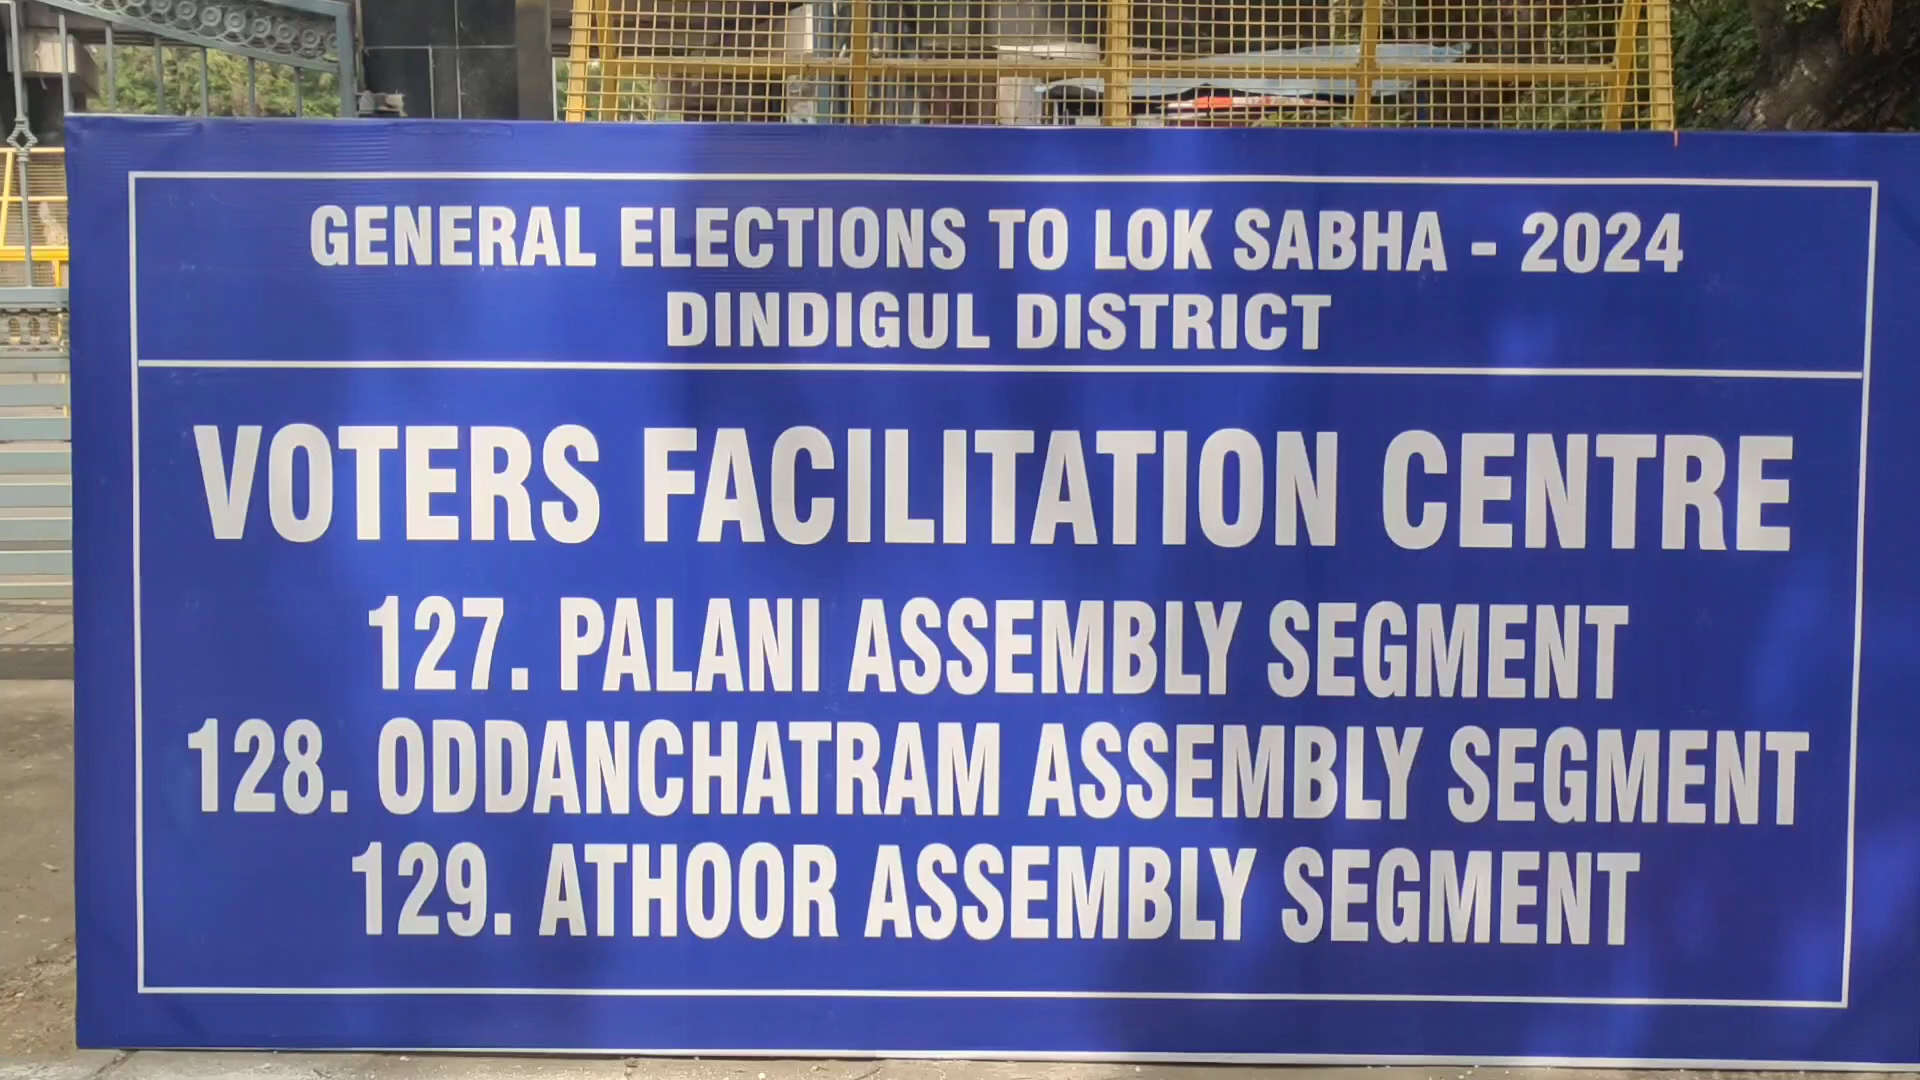 GENERAL ELECTIONS TO LOK SABHA - 2024
DINDIGUL DISTRICT
VOTERS FACILITATION CENTRE
127. PALANI ASSEMBLY SEGMENT
128. ODDANCHATRAM ASSEMBLY SEGMENT
129. ATHOOR ASSEMBLY SEGMENT